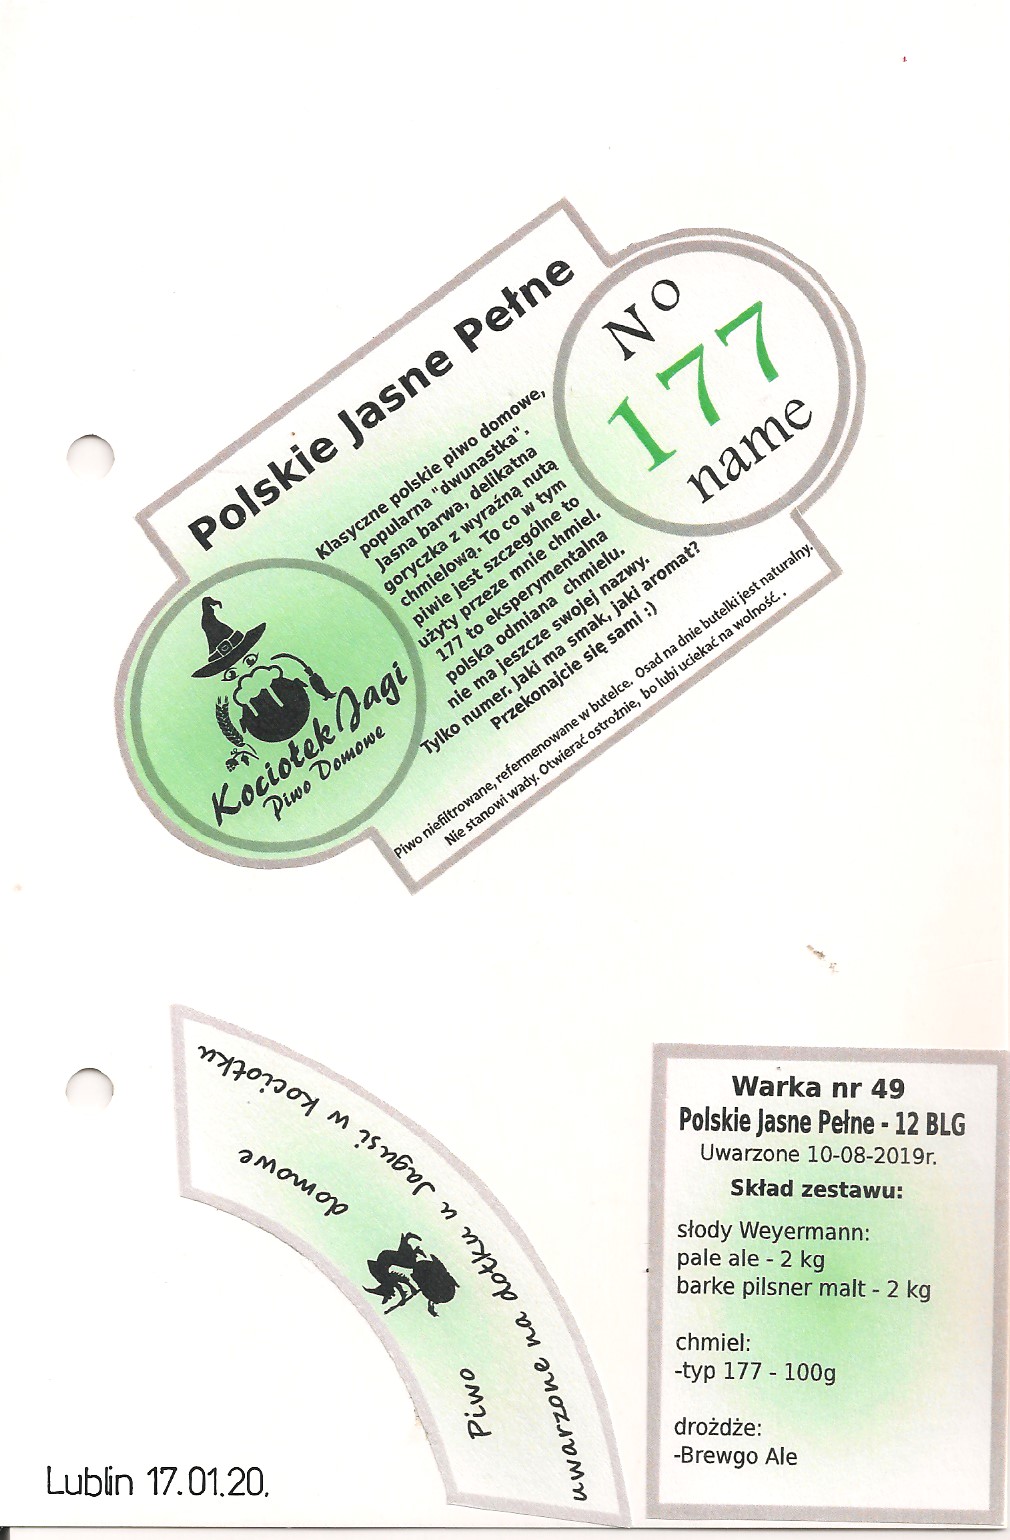 Polskie Jasne Pełne
No
177
name
Klasyczne polskie piwo domowe,
popularna "dwunastka".
Jasna barwa, delikatna
goryczka z wyraźną nutą
chmielową. To co w tym
piwie jest szczególne to
użyty przeze mnie chmiel.
177 to eksperymentalna
polska odmiana chmielu.
nie ma jeszcze swojej nazwy.
Tylko numer. Jaki ma smak, jaki aromat?
Przekonajcie się sami :)
Kociołek Jagi
Piwo Domowe
Piwo niefiltrowane, refermenowane w butelce. Osad na dnie butelki jest naturalny.
Nie stanowi wady. Otwierać ostrożnie, bo lubi uciekać na wolność. .
Piwo domowe
uwarzone na dołku u Jagusi w kociołku
Warka nr 49
Polskie Jasne Pełne - 12 BLG
Uwarzone 10-08-2019r.
Skład zestawu:
słody Weyermann:
pale ale - 2 kg
barke pilsner malt - 2 kg
chmiel:
-typ 177 - 100g
drożdże:
-Brewgo Ale
Lublin 17.01.20.